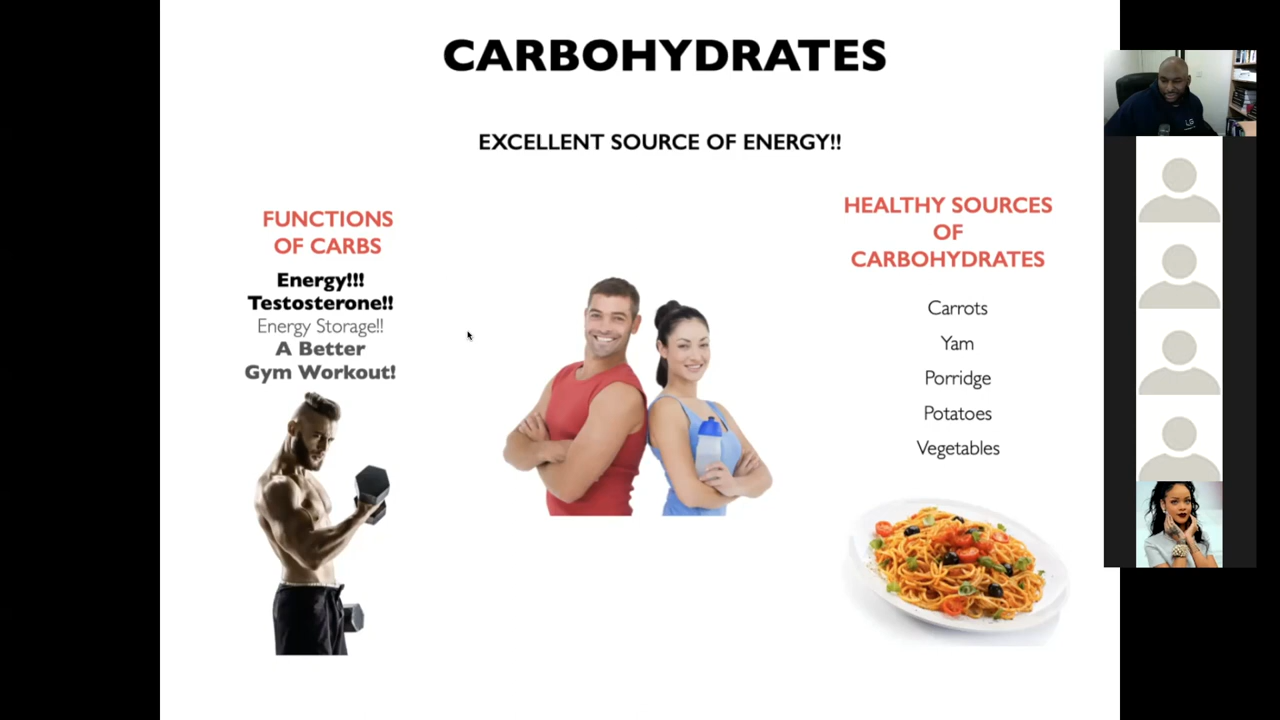 CARBOHYDRATES
EXCELLENT SOURCE OF ENERGY!!
FUNCTIONS
OF CARBS
Energy!!!
Testosterone!!
Energy Storage!!
A Better
Gym Workout!
HEALTHY SOURCES
OF
CARBOHYDRATES
Carrots
Yam
Porridge
Potatoes
Vegetables